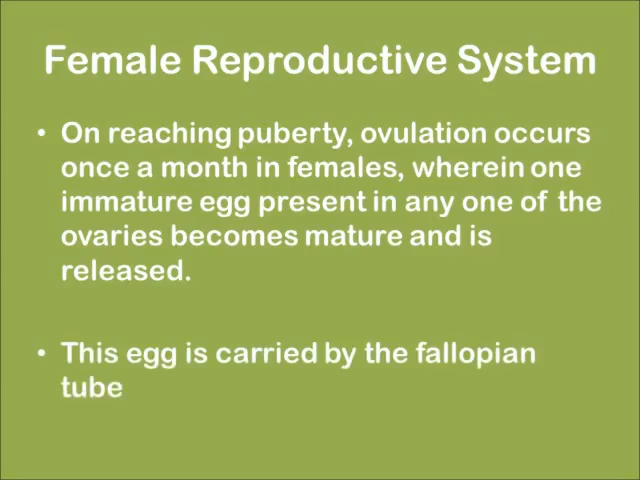 Female Reproductive System
• On reaching puberty, ovulation occurs
once a month in females, wherein one
immature egg present in any one of the
ovaries becomes mature and is
released.
• This egg is carried by the fallopian
tube